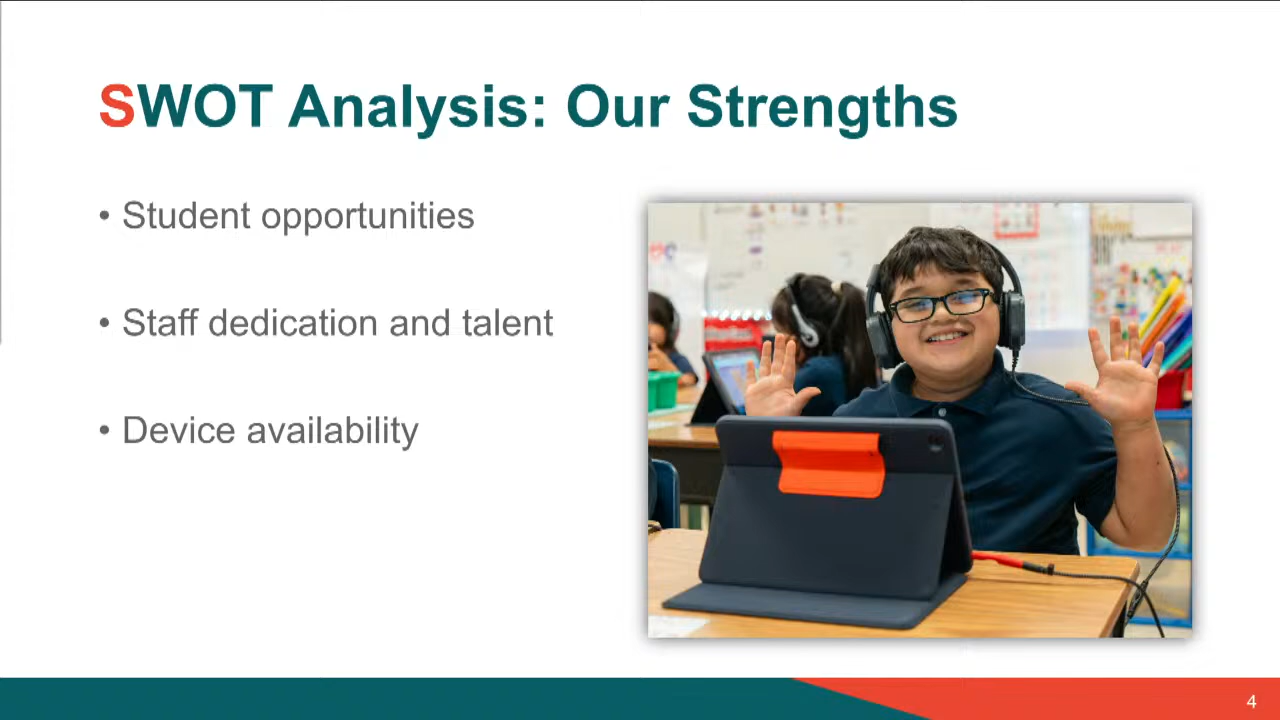 SWOT Analysis: Our Strengths
• Student opportunities
• Staff dedication and talent
• Device availability
4